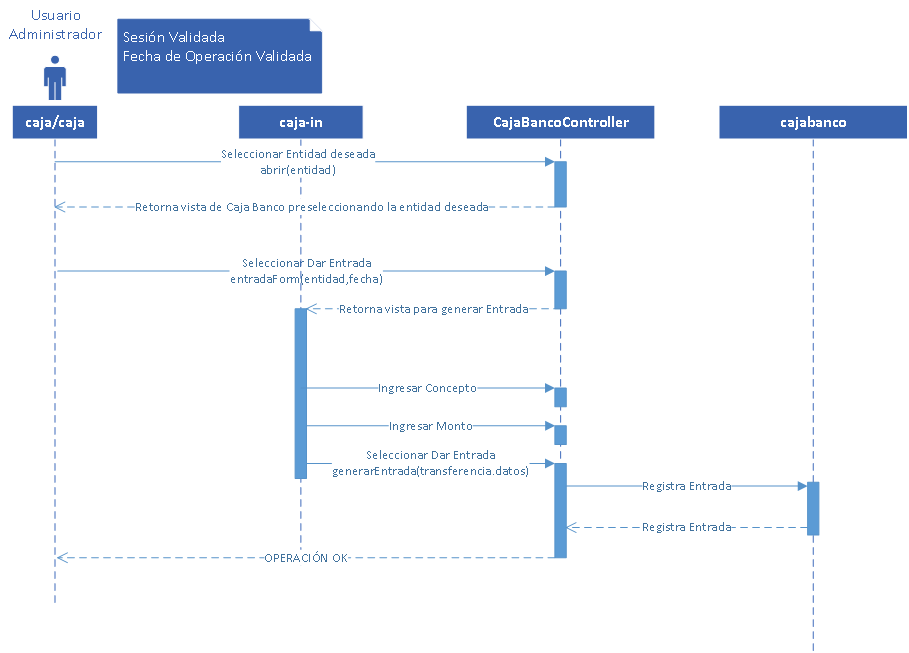 Usuario
Administrador
Sesión Validada
Fecha de Operación Validada
caja/caja
caja-in
CajaBancoController
cajabanco
Seleccionar Entidad deseada
abrir(entidad)
Retorna vista de Caja Banco preseleccionando la entidad deseada
Seleccionar Dar Entrada
entradaForm(entidad,fecha)
Retorna vista para generar Entrada
Ingresar Concepto
Ingresar Monto
Seleccionar Dar Entrada
generarEntrada(transferencia.datos)
Registra Entrada
Registra Entrada
OPERACIÓN OK